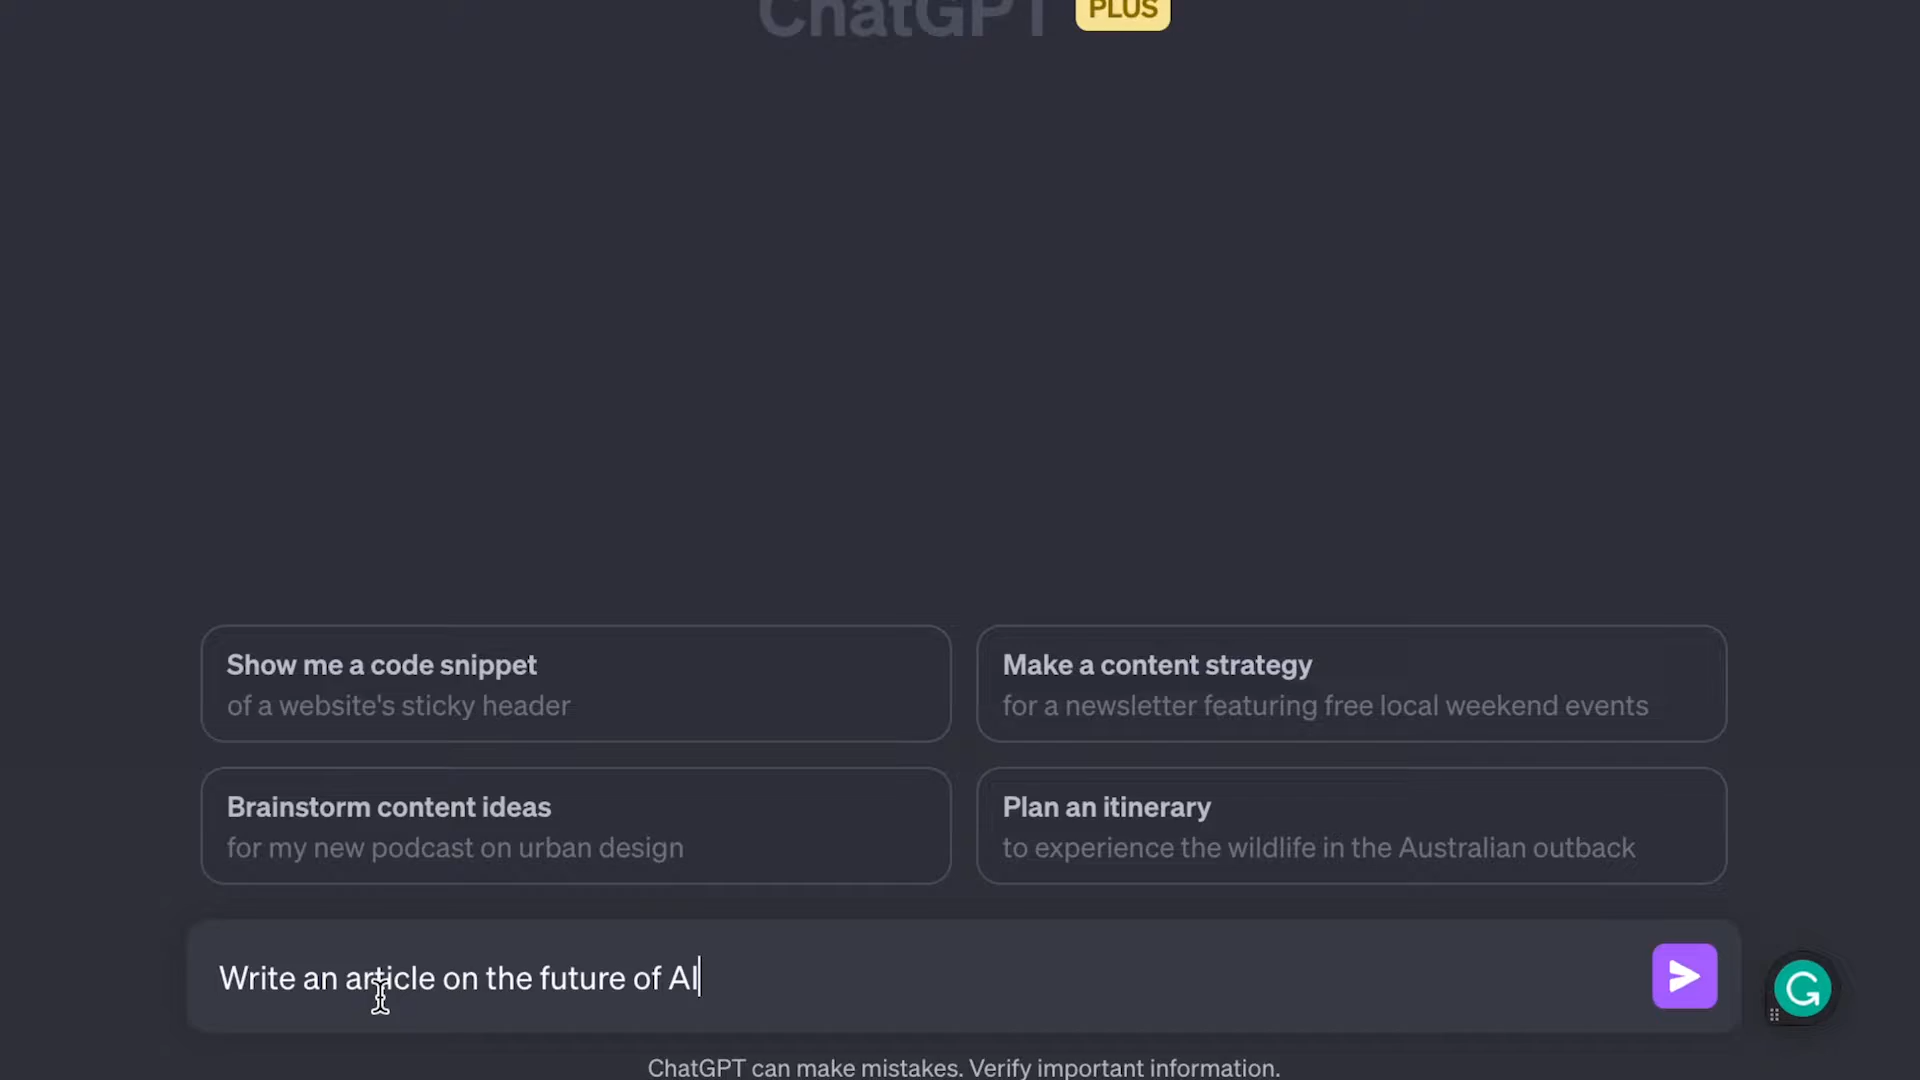 ChatGPT PLUS
Show me a code snippet
of a website's sticky header
Make a content strategy
for a newsletter featuring free local weekend events
Brainstorm content ideas
for my new podcast on urban design
Plan an itinerary
to experience the wildlife in the Australian outback
Write an article on the future of AI
ChatGPT can make mistakes. Verify important information.